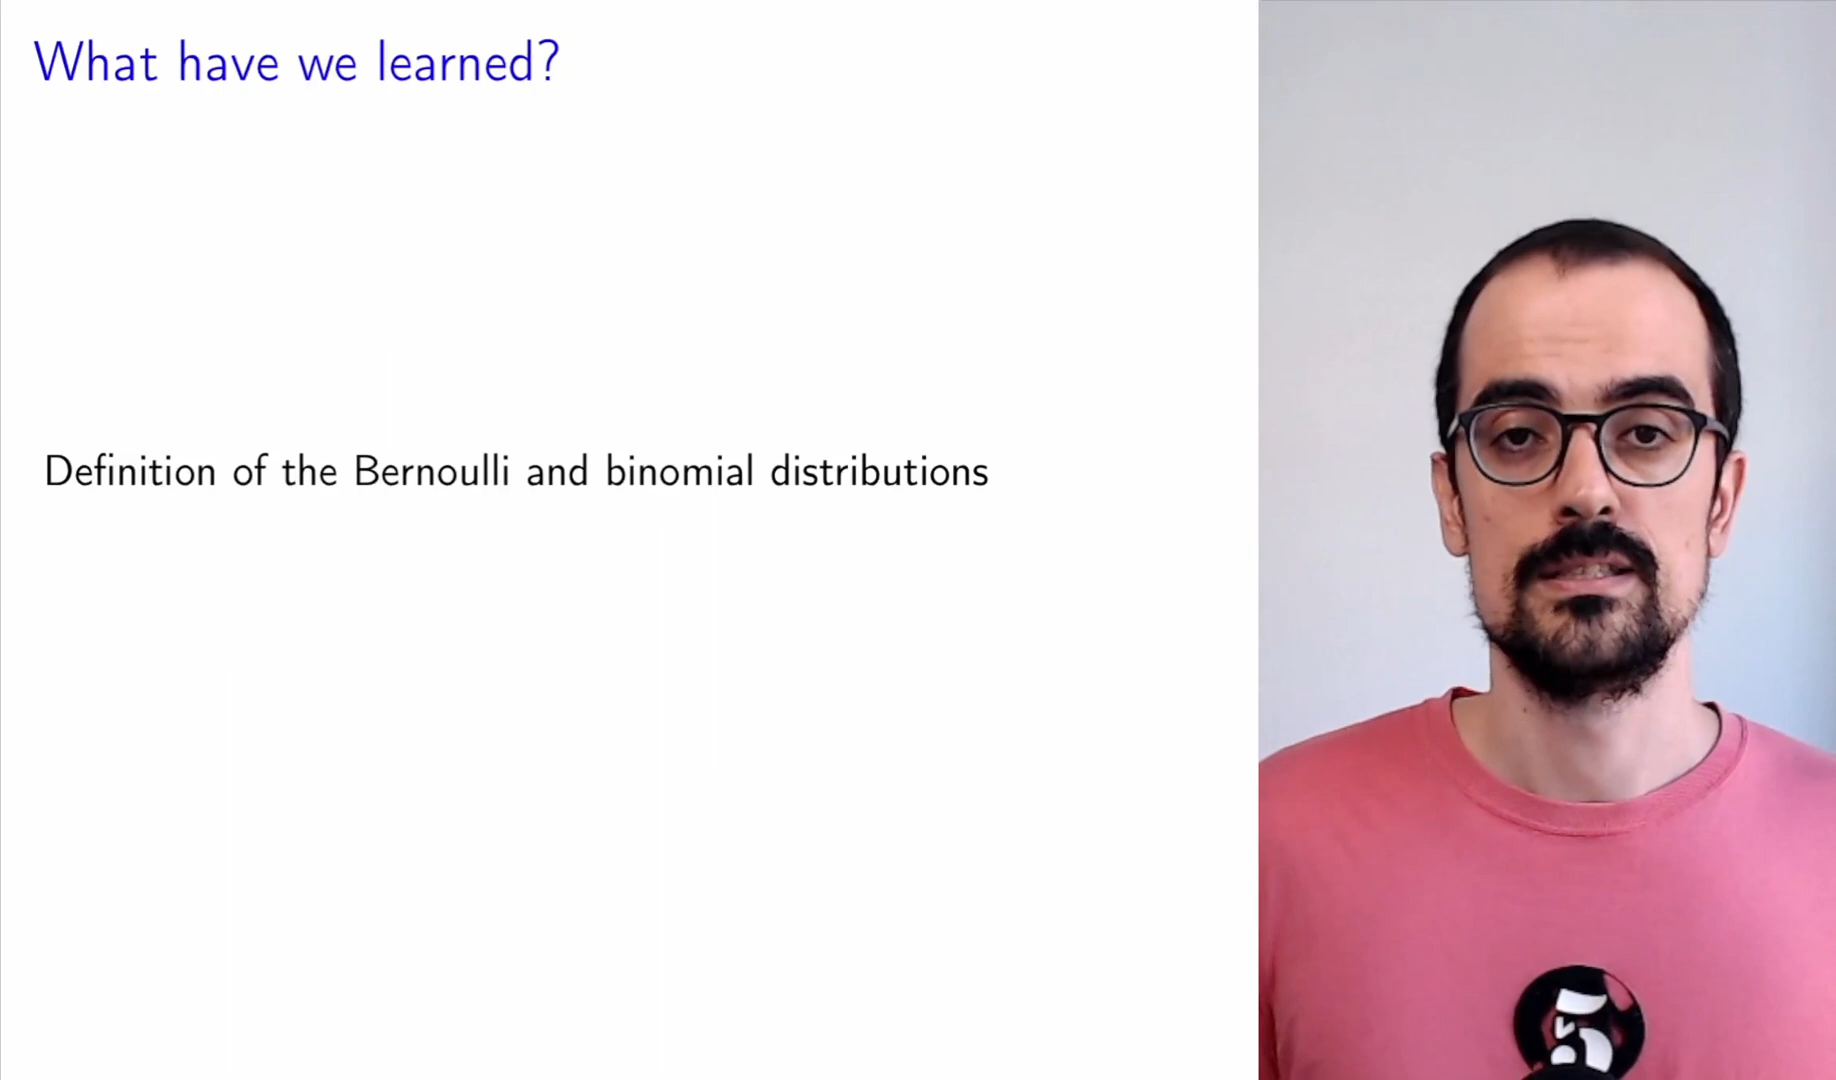 What have we learned?
Definition of the Bernoulli and binomial distributions